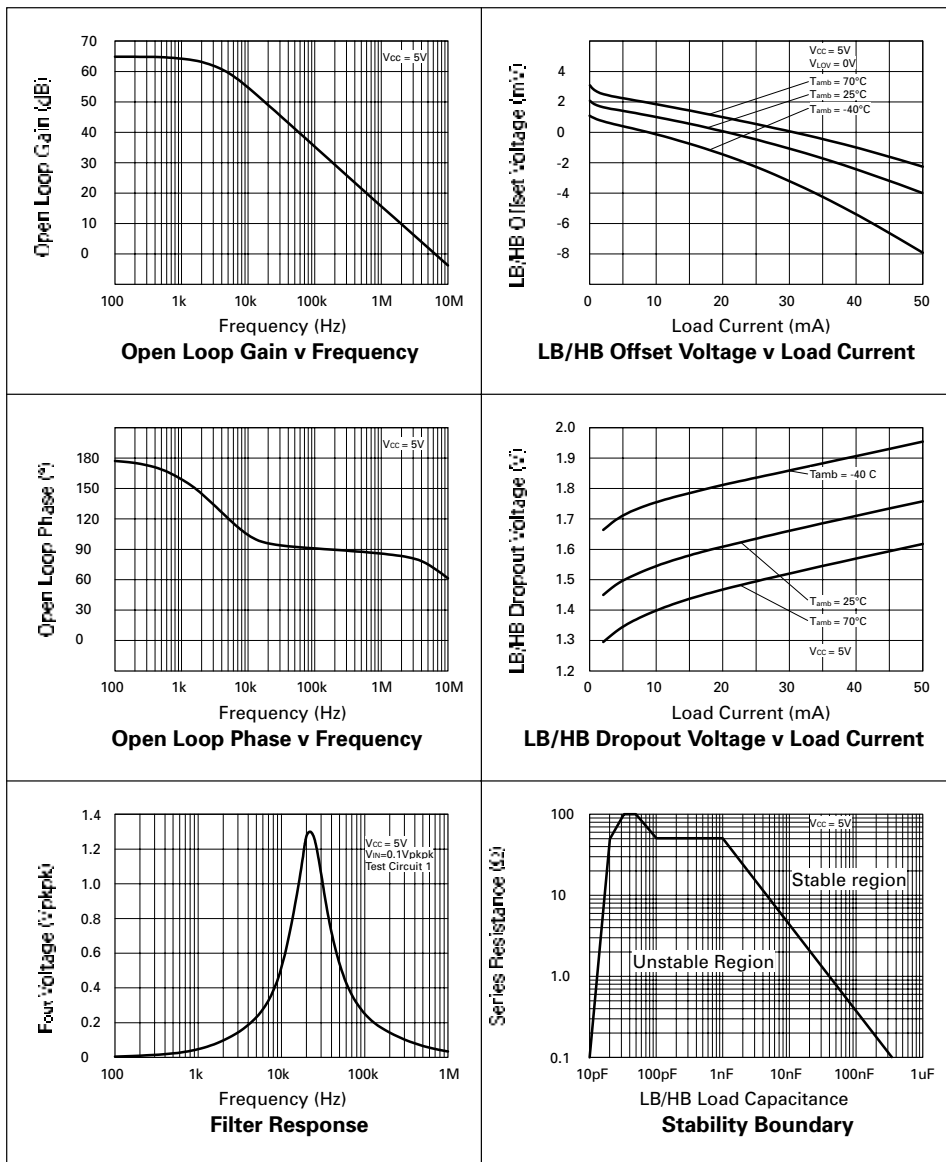 70
60
50
40
30
20
10
0
Open Loop Gain (dB)
Vcc = 5V
100 1k 10k 100k 1M 10M
Frequency (Hz)
Open Loop Gain v Frequency
4
2
0
-2
-4
-6
-8
LB/HB Offset Voltage (mV)
Vcc = 5V
VLOV = 0V
Tamb = 70°C
Tamb = 25°C
Tamb = -40°C
0 10 20 30 40 50
Load Current (mA)
LB/HB Offset Voltage v Load Current
180
150
120
90
60
30
0
Open Loop Phase (°)
Vcc = 5V
100 1k 10k 100k 1M 10M
Frequency (Hz)
Open Loop Phase v Frequency
2.0
1.9
1.8
1.7
1.6
1.5
1.4
1.3
1.2
LB/HB Dropout Voltage (V)
Tamb = -40 C
Tamb = 25°C
Tamb = 70°C
Vcc = 5V
0 10 20 30 40 50
Load Current (mA)
LB/HB Dropout Voltage v Load Current
1.4
1.2
1.0
0.8
0.6
0.4
0.2
0
FOUT Voltage (Vpkpk)
Vcc = 5V
VIN=0.1Vpkpk
Test Circuit 1
100 1k 10k 100k 1M
Frequency (Hz)
Filter Response
100
10
1.0
0.1
Series Resistance (Ω)
Vcc = 5V
Stable region
Unstable Region
10pF 100pF 1nF 10nF 100nF 1uF
LB/HB Load Capacitance
Stability Boundary